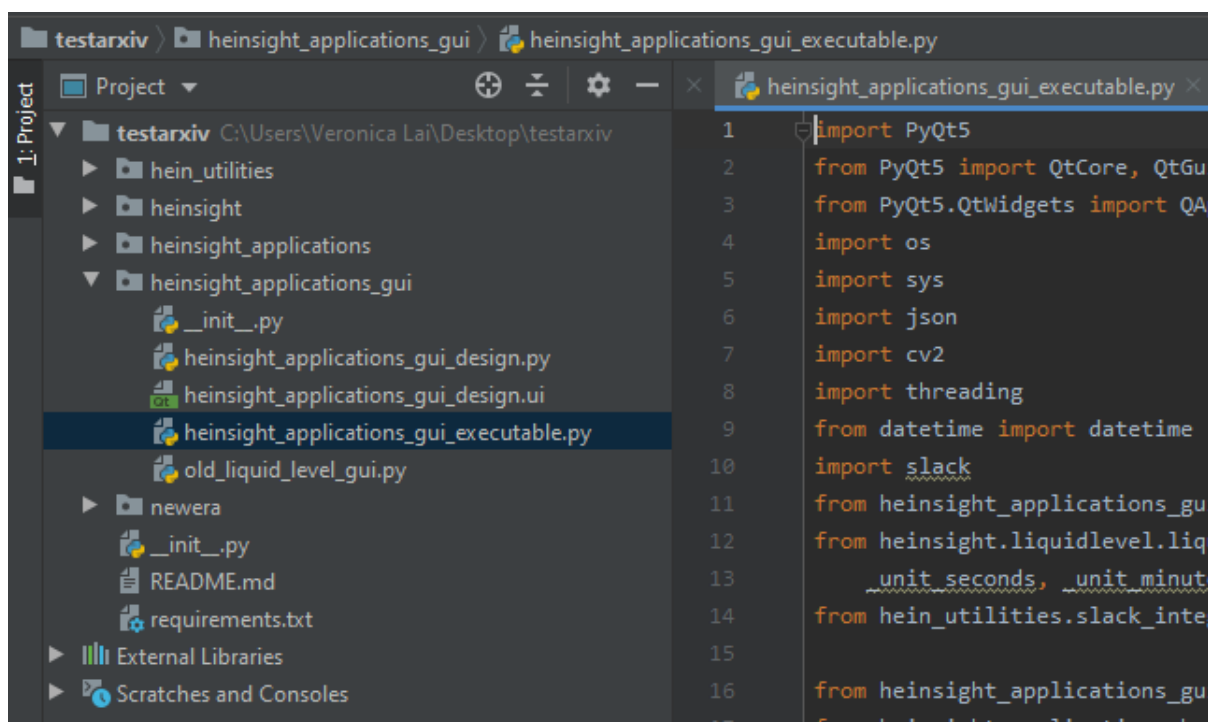 testarxiv heinsight_applications_gui heinsight_applications_gui_executable.py
1: Project
Project
testarxiv C:\Users\Veronica Lai\Desktop\testarxiv
hein_utilities
heinsight
heinsight_applications
heinsight_applications_gui
__init__.py
heinsight_applications_gui_design.py
heinsight_applications_gui_design.ui
heinsight_applications_gui_executable.py
old_liquid_level_gui.py
newera
__init__.py
README.md
requirements.txt
External Libraries
Scratches and Consoles
heinsight_applications_gui_executable.py
1 import PyQt5
2 from PyQt5 import QtCore, QtGu
3 from PyQt5.QtWidgets import QA
4 import os
5 import sys
6 import json
7 import cv2
8 import threading
9 from datetime import datetime
10 import slack
11 from heinsight_applications_gu
12 from heinsight.liquidlevel.liq
13 _unit_seconds, _unit_minut
14 from hein_utilities.slack_integ
15
16 from heinsight_applications_gu